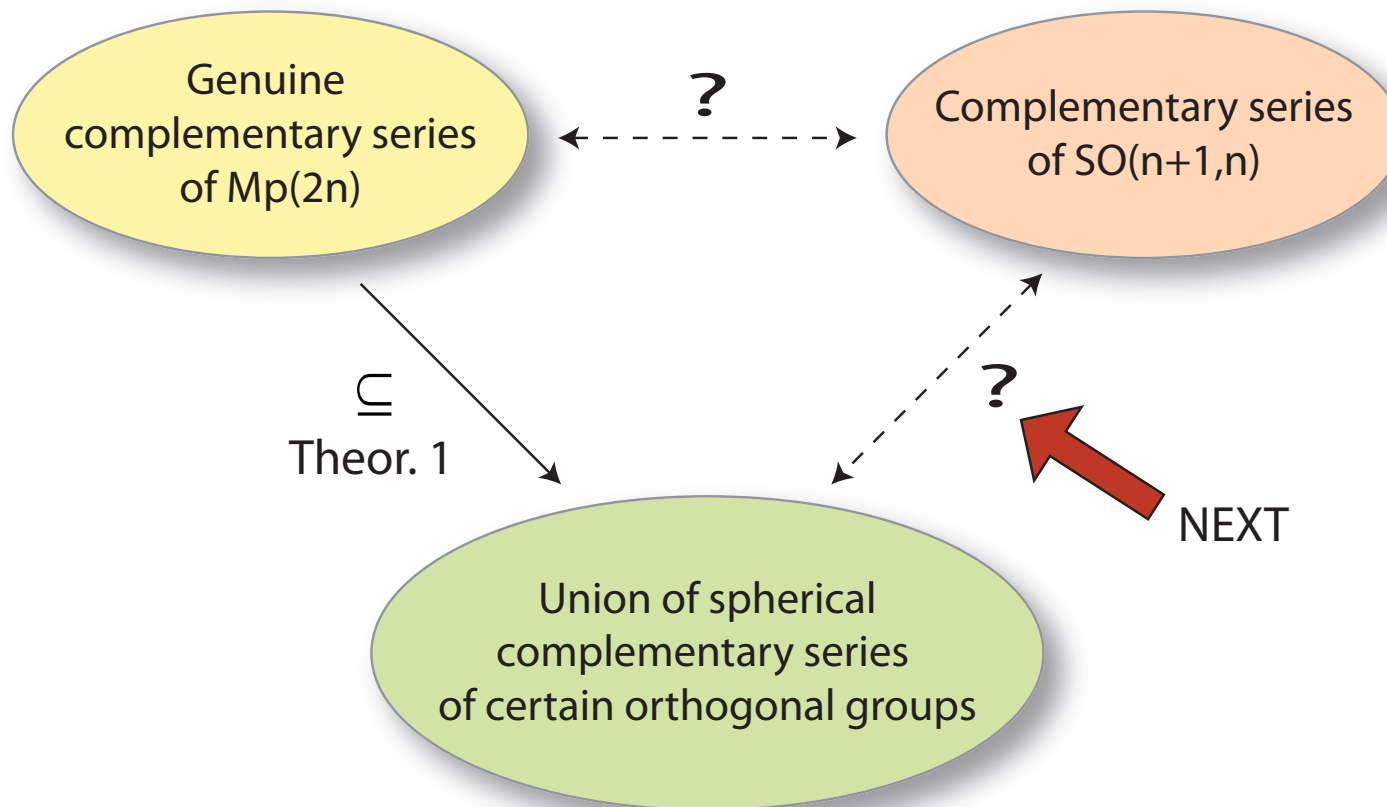 Genuine
complementary series
of Mp(2n)
?
Complementary series
of SO(n+1,n)
⊆
Theor. 1
?
NEXT
Union of spherical
complementary series
of certain orthogonal groups